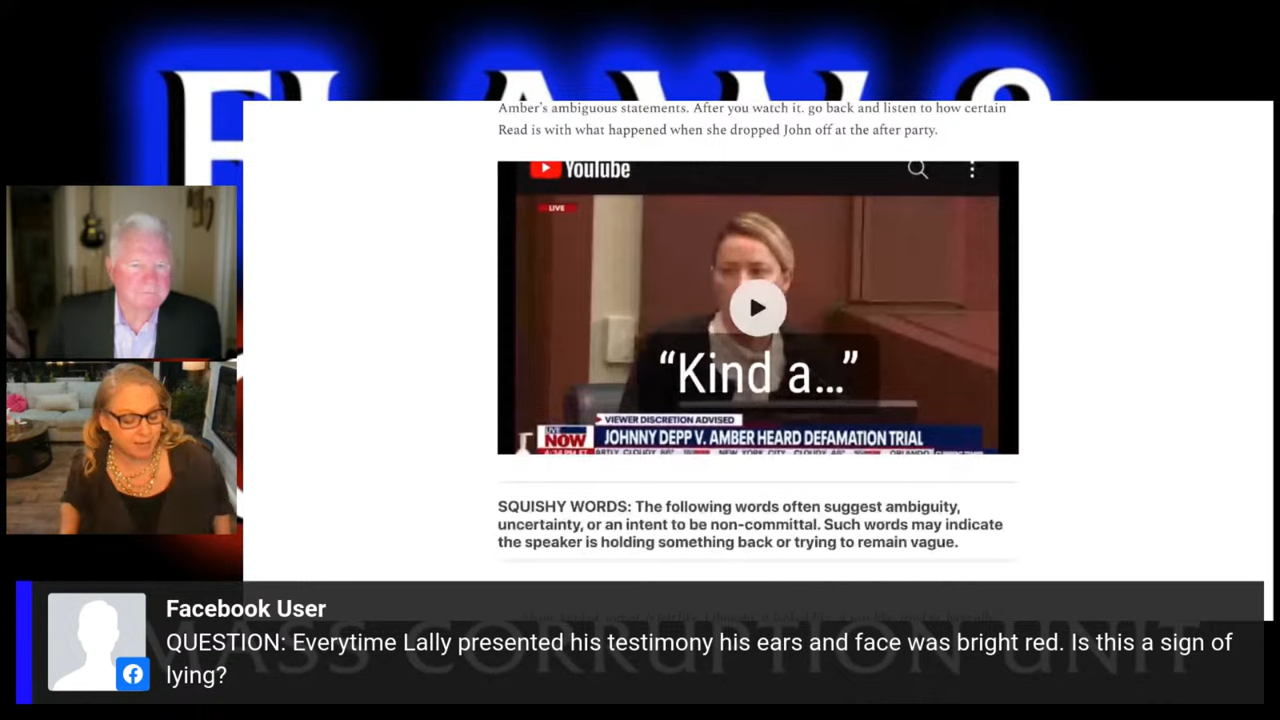 Amber's ambiguous statements. After you watch it. go back and listen to how certain
Read is with what happened when she dropped John off at the after party.
YouTube
LIVE
“Kind a...”
VIEWER DISCRETION ADVISED
LIVE
NOW
JOHNNY DEPP V. AMBER HEARD DEFAMATION TRIAL
SQUISHY WORDS: The following words often suggest ambiguity,
uncertainty, or an intent to be non-committal. Such words may indicate
the speaker is holding something back or trying to remain vague.
Facebook User
QUESTION: Everytime Lally presented his testimony his ears and face was bright red. Is this a sign of
lying?